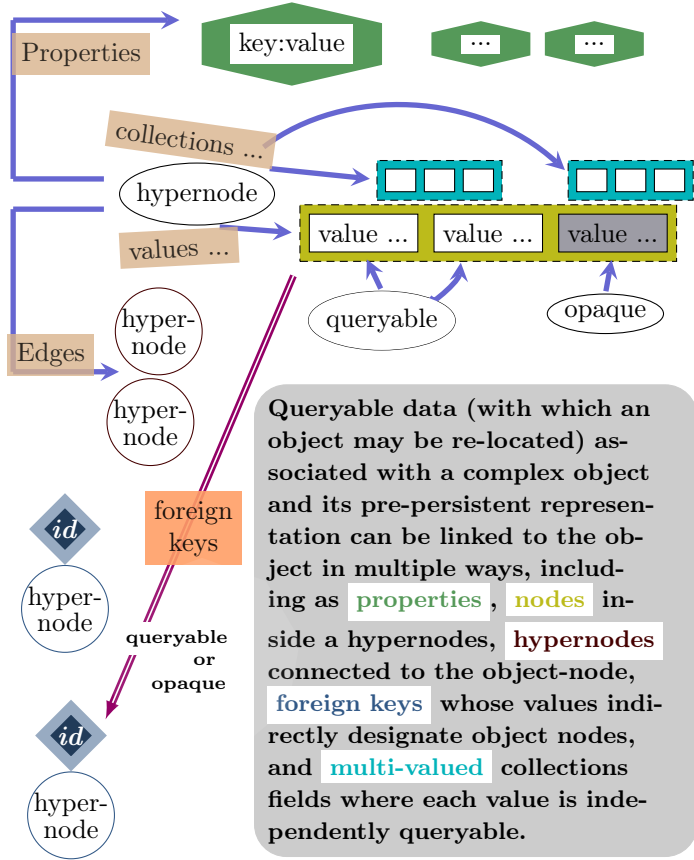 key:value
...
...
Properties
collections ...
hypernode
values ...
value ...
value ...
value ...
queryable
opaque
Edges
hyper-
node
hyper-
node
foreign
keys
id
hyper-
node
queryable
or
opaque
id
hyper-
node
Queryable data (with which an
object may be re-located) as-
sociated with a complex object
and its pre-persistent represen-
tation can be linked to the ob-
ject in multiple ways, includ-
ing as properties, nodes in-
side a hypernodes, hypernodes
connected to the object-node,
foreign keys whose values indi-
rectly designate object nodes,
and multi-valued collections
fields where each value is inde-
pendently queryable.